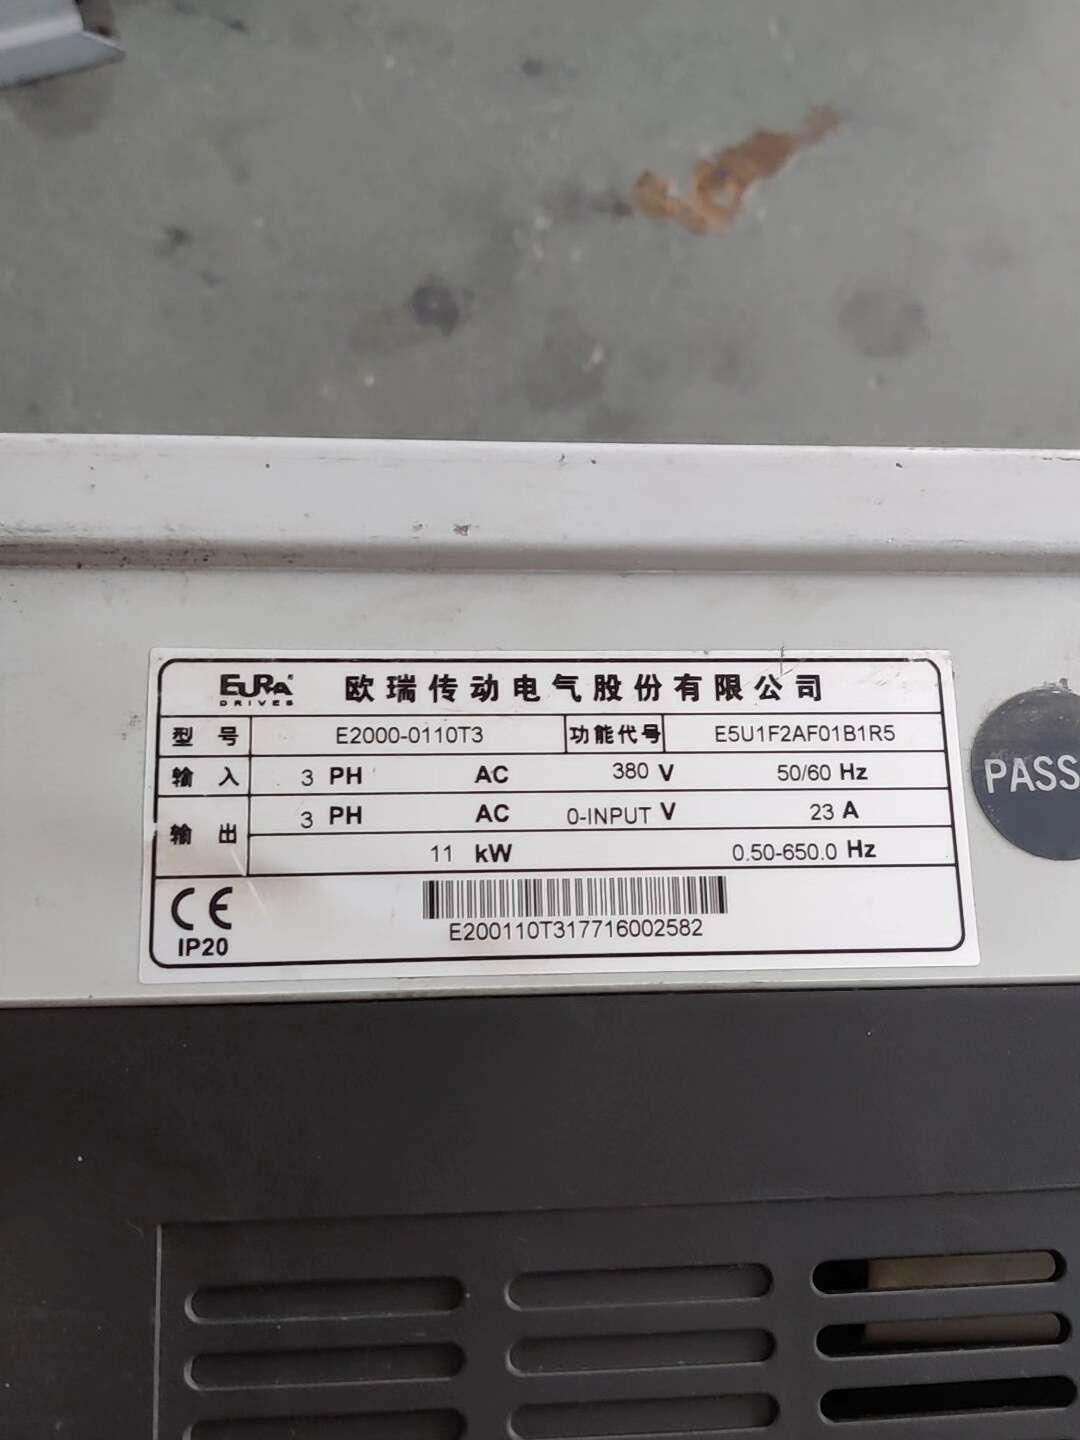 EURA DRIVES 欧瑞传动电气股份有限公司
型号 E2000-0110T3 功能代号 E5U1F2AF01B1R5
输入 3 PH AC 380 V 50/60 Hz
输出 3 PH AC 0-INPUT V 23 A
11 kW 0.50-650.0 Hz
CE
IP20
E200110T317716002582
PASS